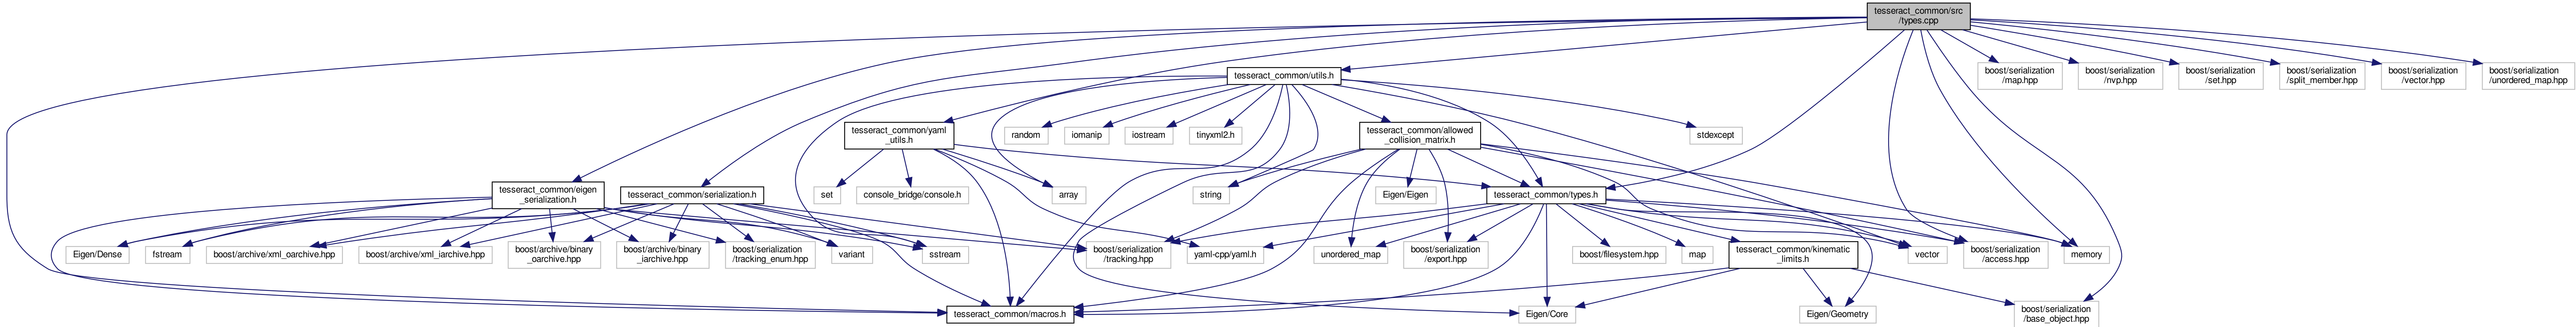 tesseract_common/src
/types.cpp
tesseract_common/utils.h
boost/serialization
/map.hpp
boost/serialization
/nvp.hpp
boost/serialization
/set.hpp
boost/serialization
/split_member.hpp
boost/serialization
/vector.hpp
boost/serialization
/unordered_map.hpp
tesseract_common/yaml
_utils.h
random
iomanip
iostream
tinyxml2.h
tesseract_common/allowed
_collision_matrix.h
stdexcept
tesseract_common/eigen
_serialization.h
tesseract_common/serialization.h
set
console_bridge/console.h
array
string
Eigen/Eigen
tesseract_common/types.h
Eigen/Dense
fstream
boost/archive/xml_oarchive.hpp
boost/archive/xml_iarchive.hpp
boost/archive/binary
_oarchive.hpp
boost/archive/binary
_iarchive.hpp
boost/serialization
/tracking_enum.hpp
variant
sstream
boost/serialization
/tracking.hpp
yaml-cpp/yaml.h
unordered_map
boost/serialization
/export.hpp
boost/filesystem.hpp
map
tesseract_common/kinematic
_limits.h
vector
boost/serialization
/access.hpp
memory
tesseract_common/macros.h
Eigen/Core
Eigen/Geometry
boost/serialization
/base_object.hpp